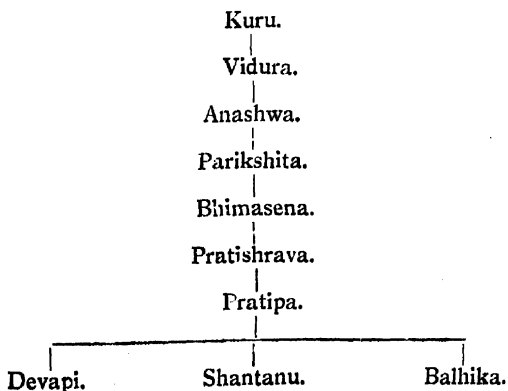 Kuru.
Vidura.
Anashwa.
Parikshita.
Bhimasena.
Pratishrava.
Pratipa.
Devapi. Shantanu. Balhika.